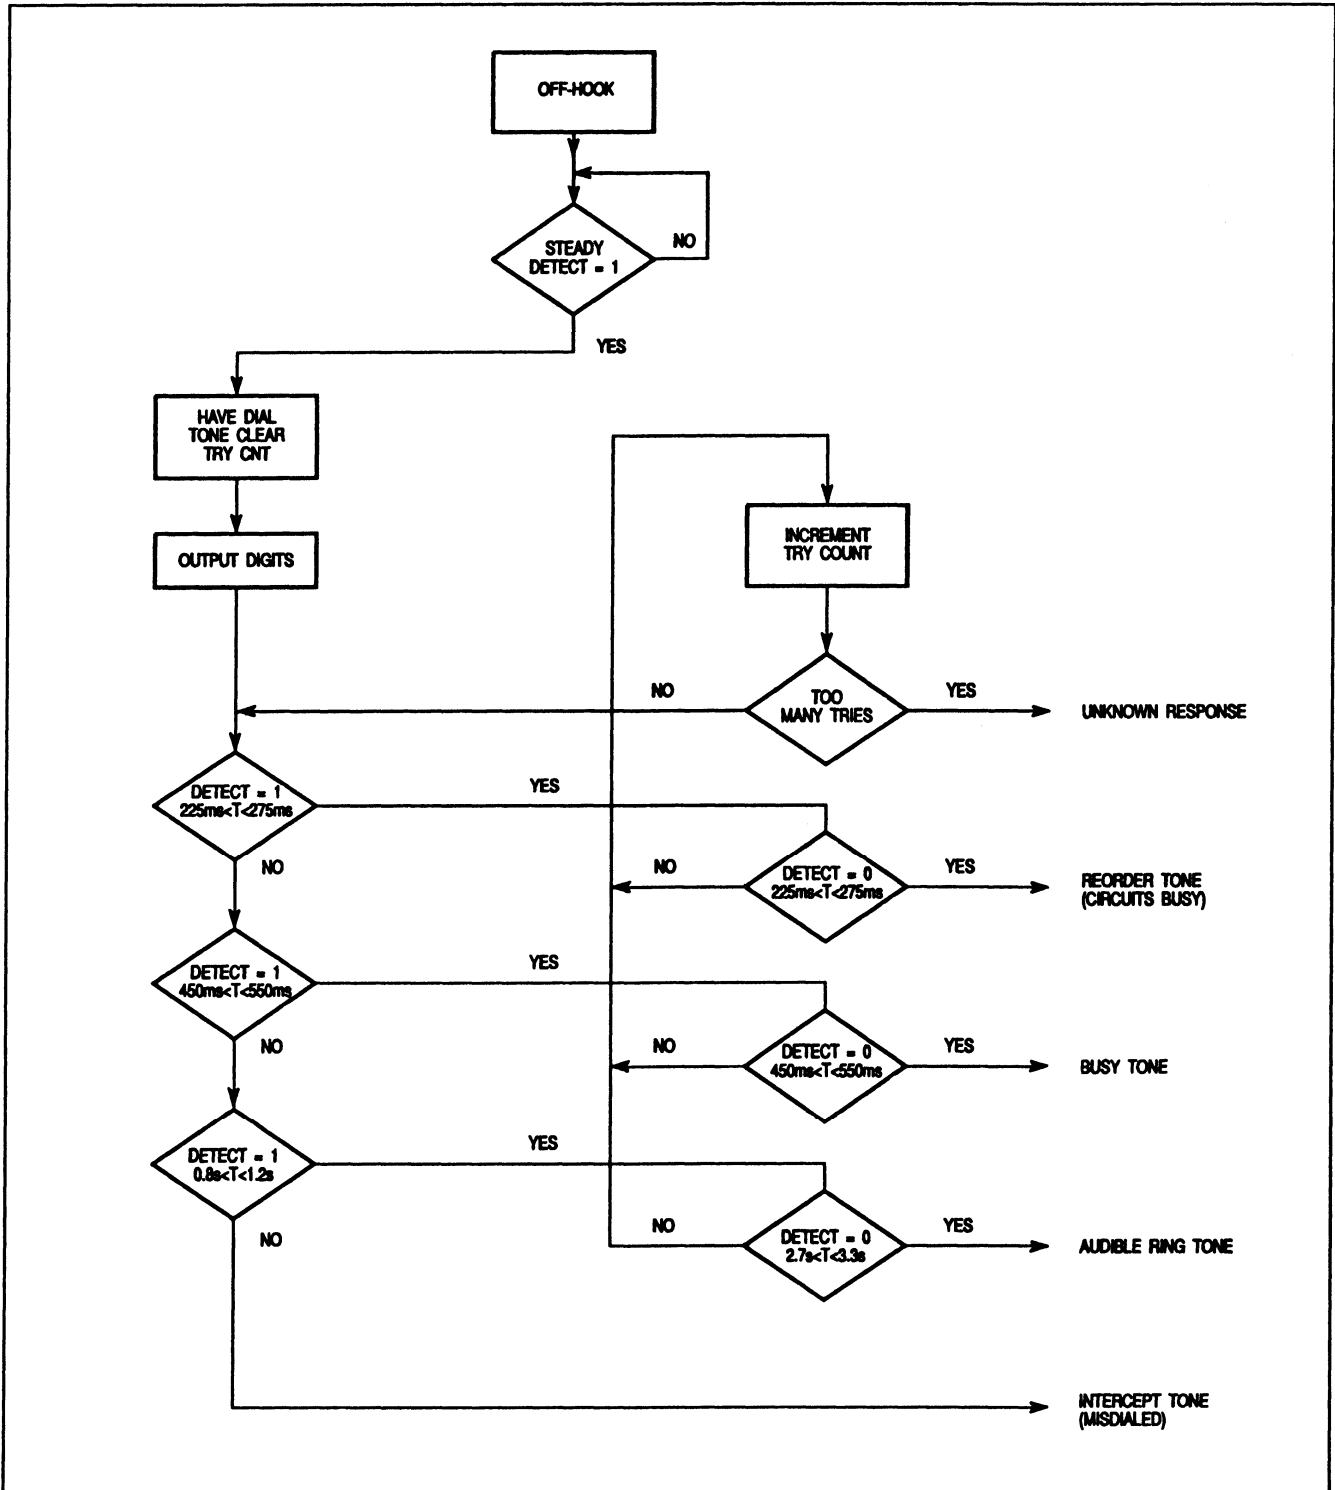 OFF-HOOK
STEADY
DETECT = 1
NO
YES
HAVE DIAL
TONE CLEAR
TRY CNT
OUTPUT DIGITS
INCREMENT
TRY COUNT
NO
TOO
MANY TRIES
YES
UNKNOWN RESPONSE
DETECT = 1
225ms<T<275ms
YES
NO
NO
DETECT = 0
225ms<T<275ms
YES
REORDER TONE
(CIRCUITS BUSY)
DETECT = 1
450ms<T<550ms
YES
NO
NO
DETECT = 0
450ms<T<550ms
YES
BUSY TONE
DETECT = 1
0.8s<T<1.2s
YES
NO
NO
DETECT = 0
2.7s<T<3.3s
YES
AUDIBLE RING TONE
INTERCEPT TONE
(MISDIALED)